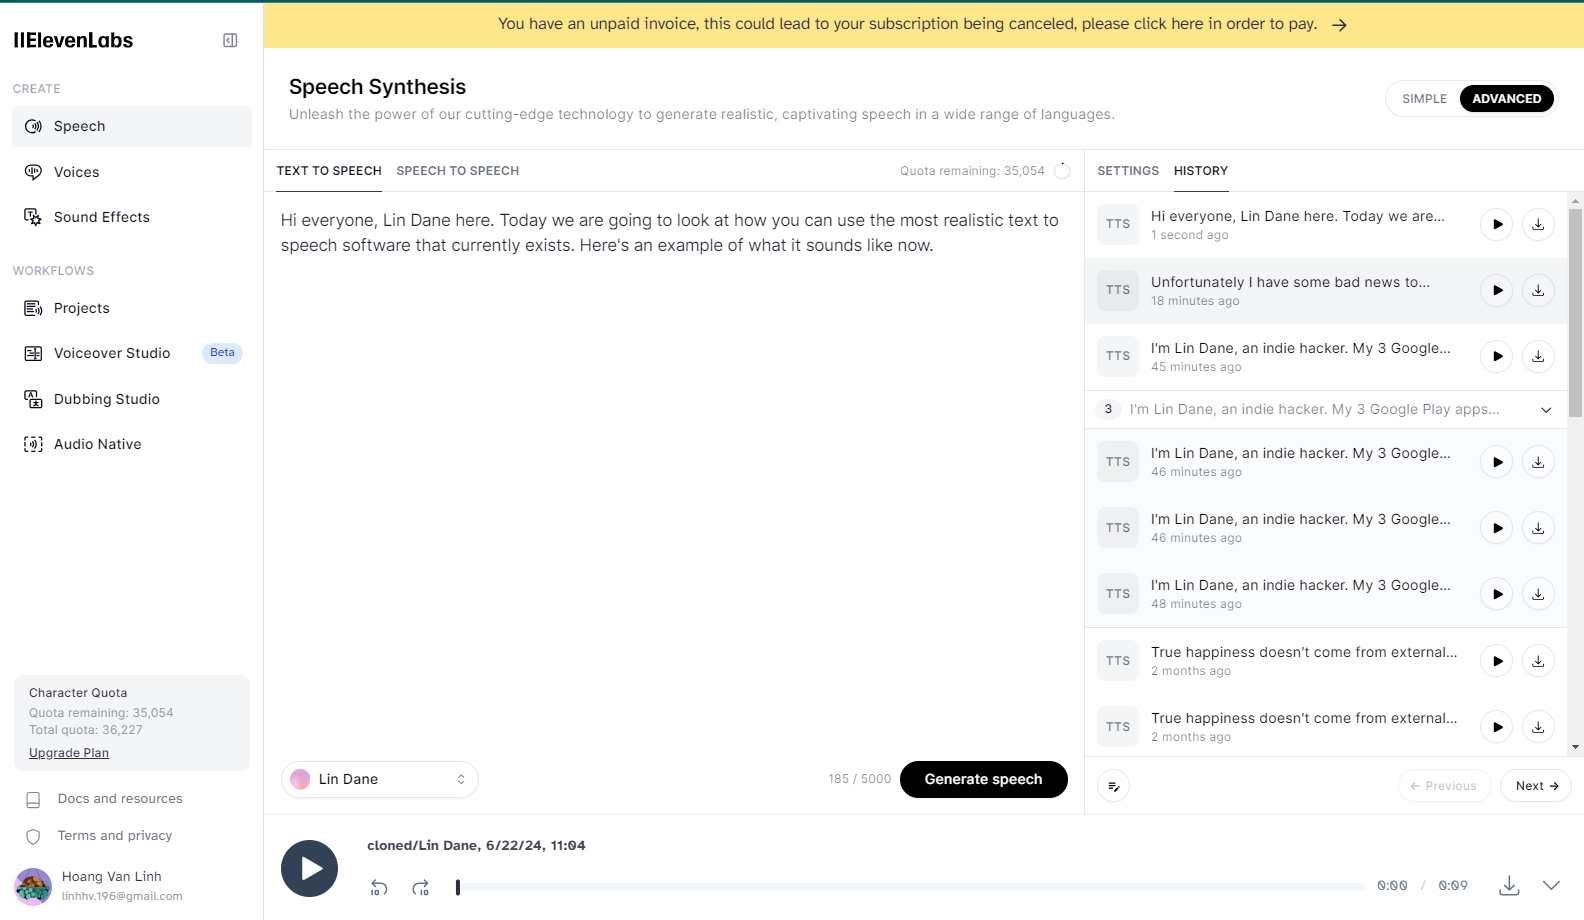 You have an unpaid invoice, this could lead to your subscription being canceled, please click here in order to pay. →
IIElevenLabs
CREATE
Speech
Voices
Sound Effects
WORKFLOWS
Projects
Voiceover Studio Beta
Dubbing Studio
Audio Native
Character Quota
Quota remaining: 35,054
Total quota: 36,227
Upgrade Plan
Docs and resources
Terms and privacy
Hoang Van Linh
linhhv.196@gmail.com
Speech Synthesis
Unleash the power of our cutting-edge technology to generate realistic, captivating speech in a wide range of languages.
SIMPLE ADVANCED
TEXT TO SPEECH SPEECH TO SPEECH Quota remaining: 35,054
Hi everyone, Lin Dane here. Today we are going to look at how you can use the most realistic text to
speech software that currently exists. Here's an example of what it sounds like now.
Lin Dane 185 / 5000 Generate speech
SETTINGS HISTORY
TTS Hi everyone, Lin Dane here. Today we are...
1 second ago
TTS Unfortunately I have some bad news to...
18 minutes ago
TTS I'm Lin Dane, an indie hacker. My 3 Google...
45 minutes ago
3 I'm Lin Dane, an indie hacker. My 3 Google Play apps...
TTS I'm Lin Dane, an indie hacker. My 3 Google...
46 minutes ago
TTS I'm Lin Dane, an indie hacker. My 3 Google...
46 minutes ago
TTS I'm Lin Dane, an indie hacker. My 3 Google...
48 minutes ago
TTS True happiness doesn't come from external...
2 months ago
TTS True happiness doesn't come from external...
2 months ago
← Previous Next →
cloned/Lin Dane, 6/22/24, 11:04
10 10 0:00 / 0:09